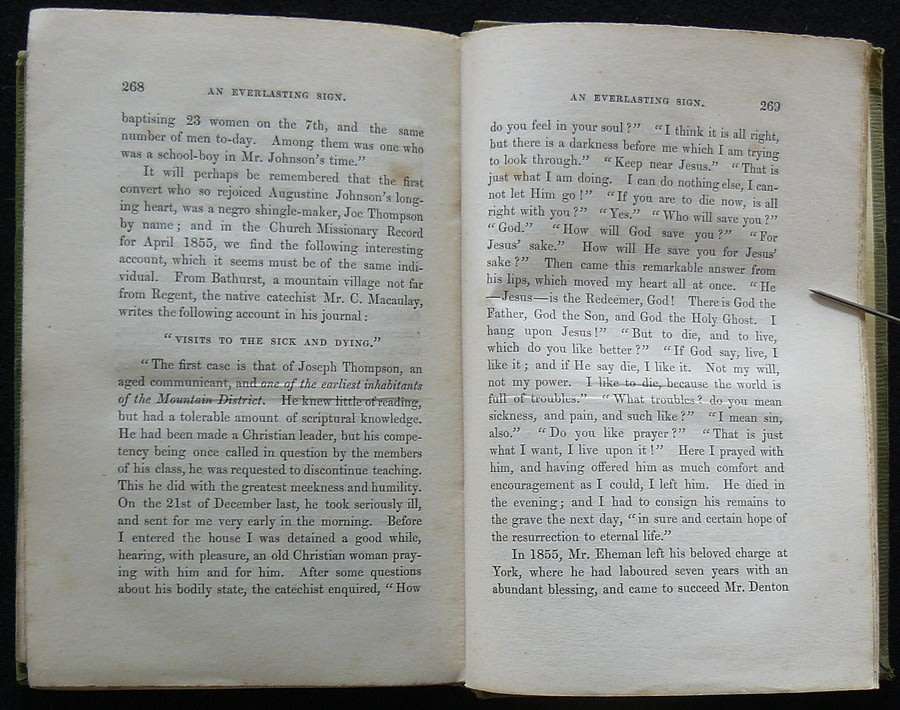 268
AN EVERLASTING SIGN.
baptising 23 women on the 7th, and the same
number of men to-day. Among them was one who
was a school-boy in Mr. Johnson's time."
It will perhaps be remembered that the first
convert who so rejoiced Augustine Johnson's long-
ing heart, was a negro shingle-maker, Joe Thompson
by name; and in the Church Missionary Record
for April 1855, we find the following interesting
account, which it seems must be of the same indi-
vidual. From Bathurst, a mountain village not far
from Regent, the native catechist Mr. C. Macaulay,
writes the following account in his journal:
"VISITS TO THE SICK AND DYING."
"The first case is that of Joseph Thompson, an
aged communicant, and one of the earliest inhabitants
of the Mountain District. He knew little of reading,
but had a tolerable amount of scriptural knowledge.
He had been made a Christian leader, but his compe-
tency being once called in question by the members
of his class, he was requested to discontinue teaching.
This he did with the greatest meekness and humility.
On the 21st of December last, he took seriously ill,
and sent for me very early in the morning. Before
I entered the house I was detained a good while,
hearing, with pleasure, an old Christian woman pray-
ing with him and for him. After some questions
about his bodily state, the catechist enquired, "How
AN EVERLASTING SIGN.
269
do you feel in your soul?" "I think it is all right,
but there is a darkness before me which I am trying
to look through." "Keep near Jesus." "That is
just what I am doing. I can do nothing else, I can-
not let Him go!" "If you are to die now, is all
right with you?" "Yes." "Who will save you?"
"God." "How will God save you?" "For
Jesus' sake." How will He save you for Jesus'
sake?" Then came this remarkable answer from
his lips, which moved my heart all at once. "He
—Jesus—is the Redeemer, God! There is God the
Father, God the Son, and God the Holy Ghost. I
hang upon Jesus!" "But to die, and to live,
which do you like better?" "If God say, live, I
like it; and if He say die, I like it. Not my will,
not my power. I like to die, because the world is
full of troubles." "What troubles? do you mean
sickness, and pain, and such like?" "I mean sin,
also." "Do you like prayer?" "That is just
what I want, I live upon it!" Here I prayed with
him, and having offered him as much comfort and
encouragement as I could, I left him. He died in
the evening; and I had to consign his remains to
the grave the next day, "in sure and certain hope of
the resurrection to eternal life."
In 1855, Mr. Eheman left his beloved charge at
York, where he had laboured seven years with an
abundant blessing, and came to succeed Mr. Denton